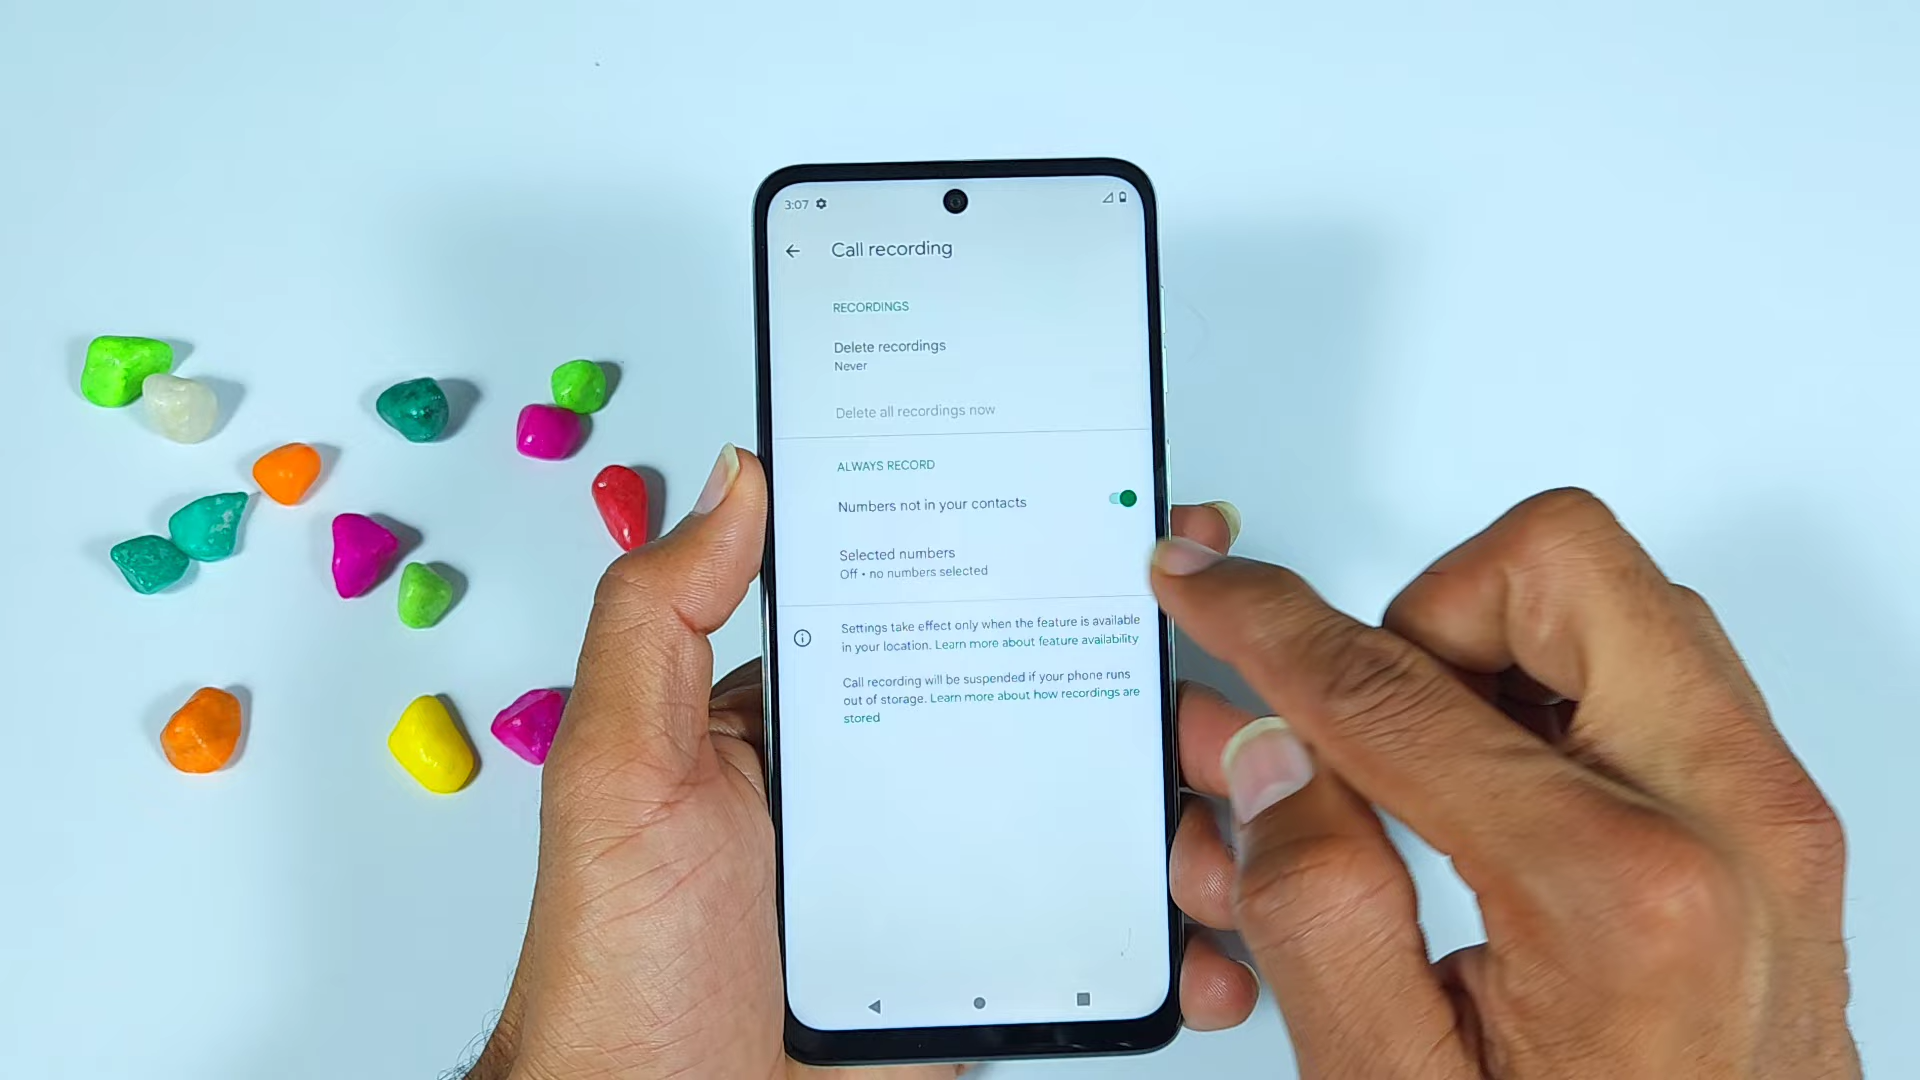 3:07
Call recording
RECORDINGS
Delete recordings
Never
Delete all recordings now
ALWAYS RECORD
Numbers not in your contacts
Selected numbers
Off • no numbers selected
Settings take effect only when the feature is available
in your location. Learn more about feature availability
Call recording will be suspended if your phone runs
out of storage. Learn more about how recordings are
stored